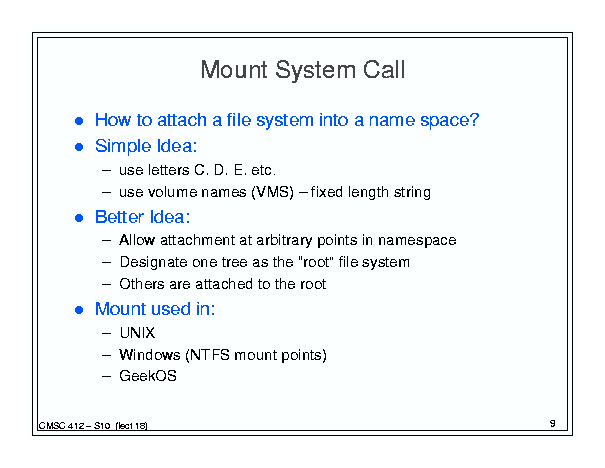 Mount System Call
● How to attach a file system into a name space?
● Simple Idea:
– use letters C. D. E. etc.
– use volume names (VMS) – fixed length string
● Better Idea:
– Allow attachment at arbitrary points in namespace
– Designate one tree as the "root" file system
– Others are attached to the root
● Mount used in:
– UNIX
– Windows (NTFS mount points)
– GeekOS
CMSC 412 – S10 (lect 18)
9